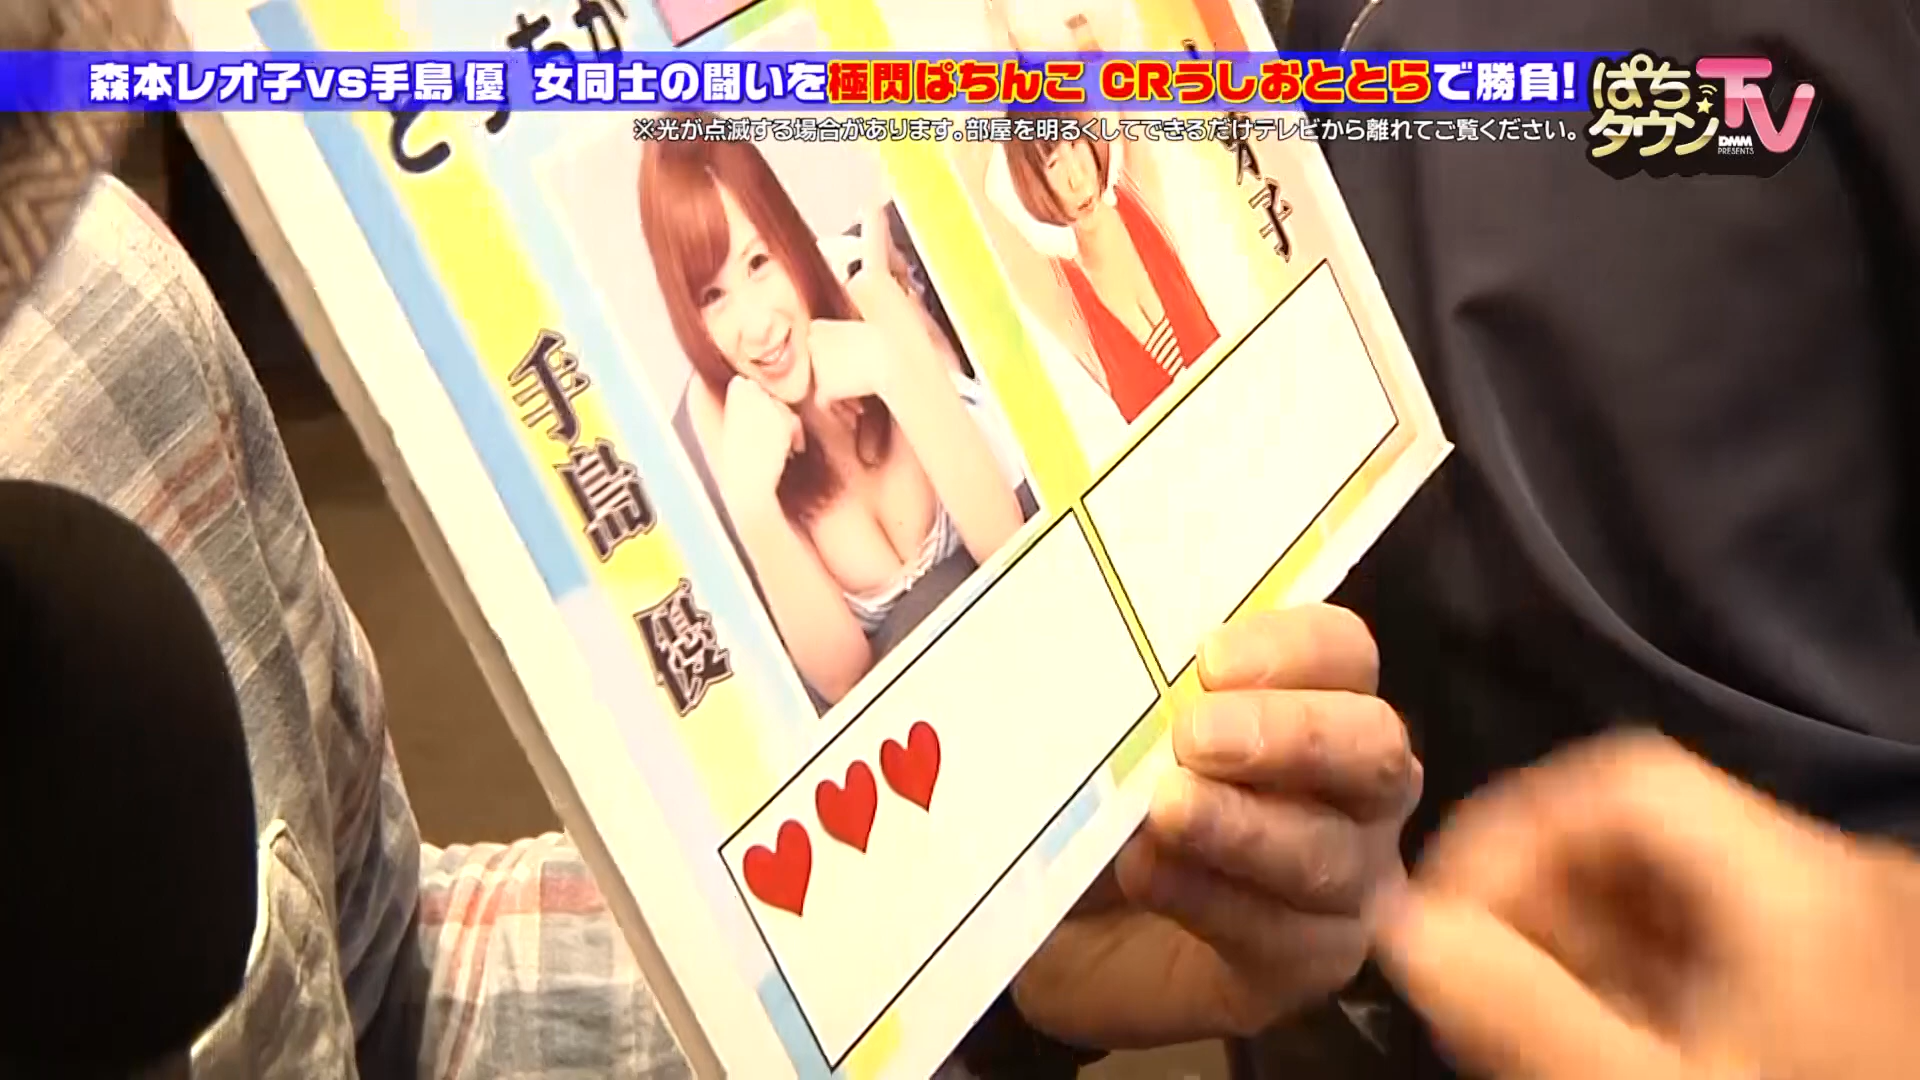 森本レオ子vs手島 優 女同士の闘いを極閃ぱちんこ CRうしおととらで勝負!
※光が点滅する場合があります。部屋を明るくしてできるだけテレビから離れてご覧ください。
ぱち
タウン
TV
DMM
PRESENTS
手島 優
オ子